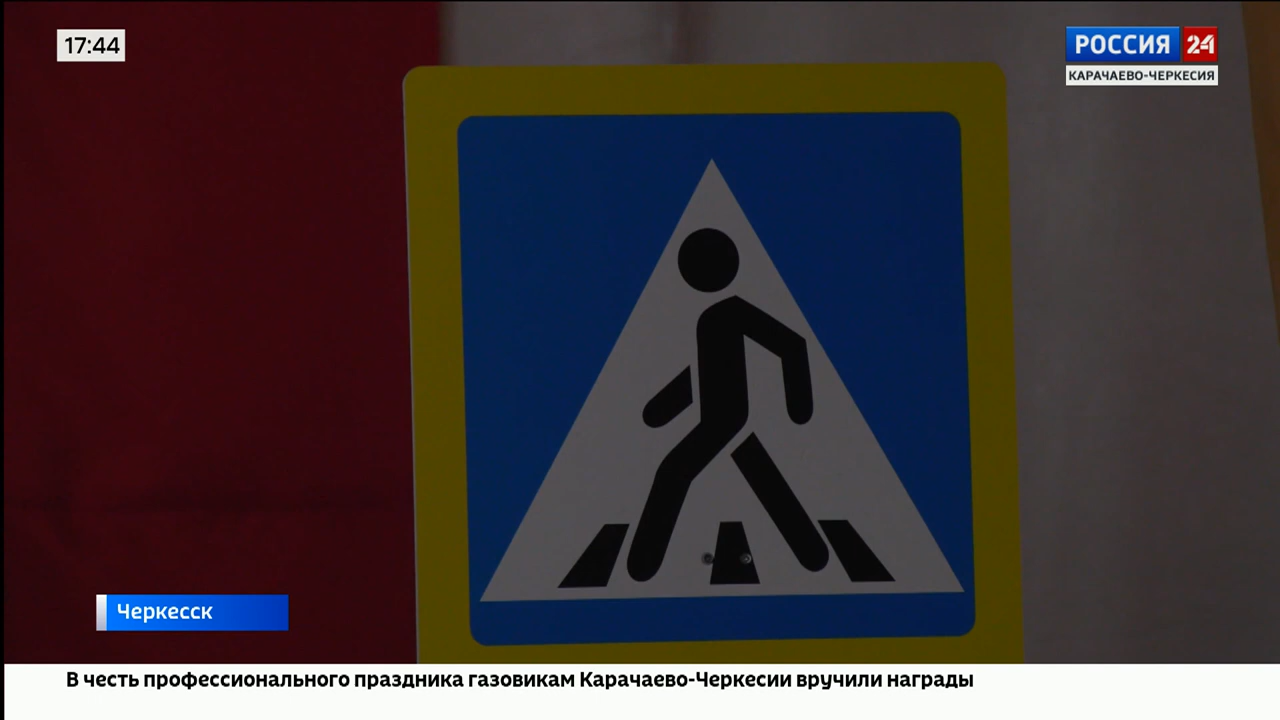 17:44
РОССИЯ 24
КАРАЧАЕВО-ЧЕРКЕСИЯ
Черкесск
В честь профессионального праздника газовикам Карачаево-Черкесии вручили награды